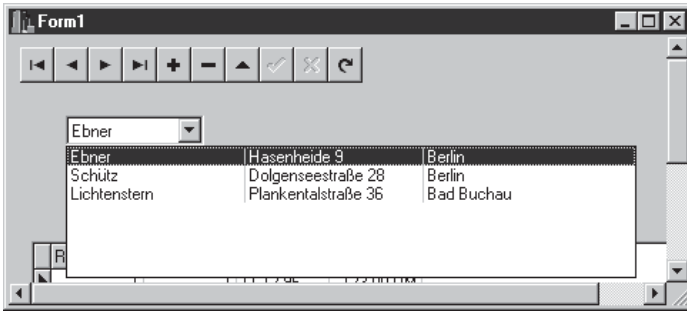 Form1
Ebner
Ebner Hasenheide 9 Berlin
Schütz Dolgenseestraße 28 Berlin
Lichtenstern Plankentalstraße 36 Bad Buchau
R